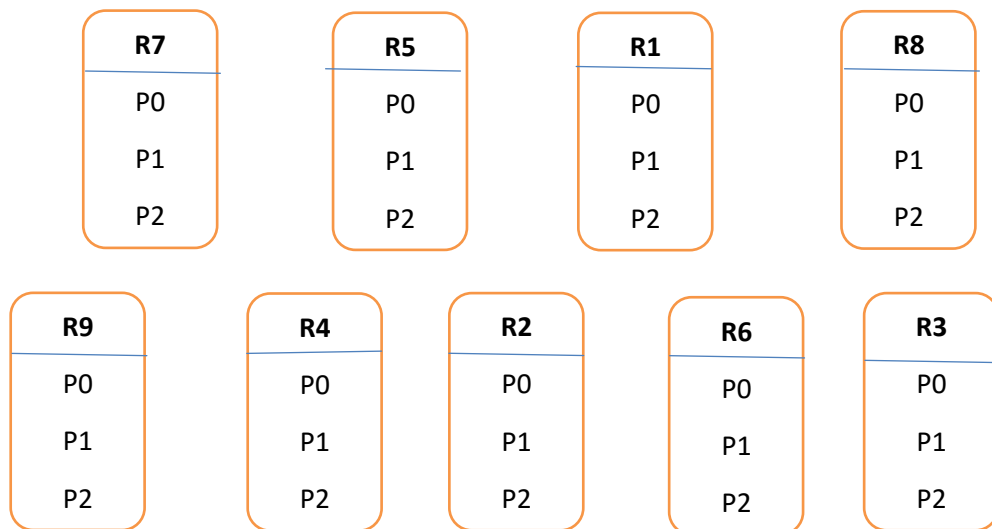 R7 R5 R1 R8
P0 P0 P0 P0
P1 P1 P1 P1
P2 P2 P2 P2
R9 R4 R2 R6 R3
P0 P0 P0 P0 P0
P1 P1 P1 P1 P1
P2 P2 P2 P2 P2